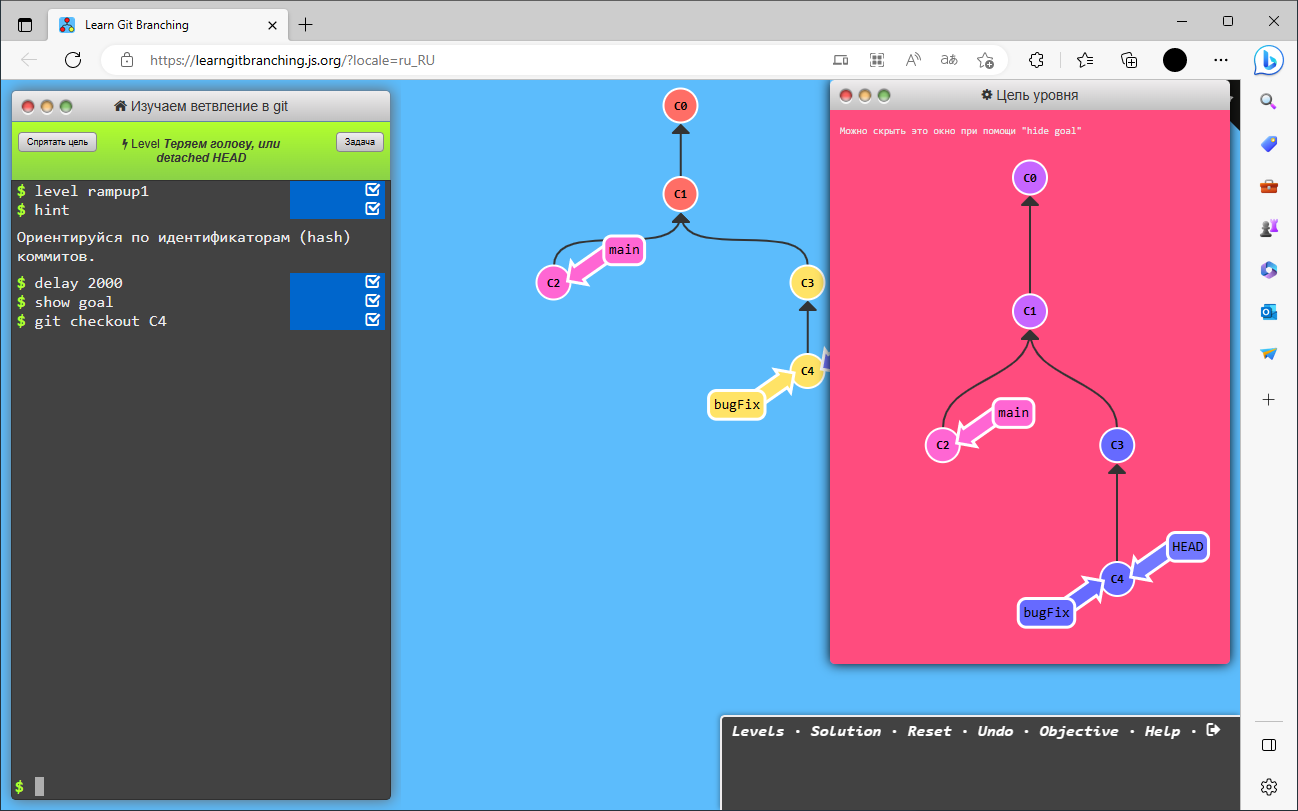 Learn Git Branching
https://learngitbranching.js.org/?locale=ru_RU
Изучаем ветвление в git
Спрятать цель
Level Теряем голову, или
detached HEAD
Задача
$ level rampup1
$ hint
Ориентируйся по идентификаторам (hash)
коммитов.
$ delay 2000
$ show goal
$ git checkout C4
$
C0
C1
main
C2
C3
C4
bugFix
Цель уровня
Можно скрыть это окно при помощи "hide goal"
C0
C1
main
C2
C3
HEAD
C4
bugFix
Levels · Solution · Reset · Undo · Objective · Help ·